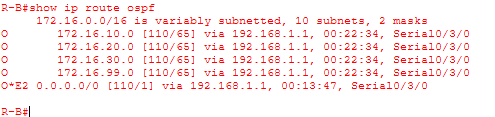 R-B#show ip route ospf
     172.16.0.0/16 is variably subnetted, 10 subnets, 2 masks
O       172.16.10.0 [110/65] via 192.168.1.1, 00:22:34, Serial0/3/0
O       172.16.20.0 [110/65] via 192.168.1.1, 00:22:34, Serial0/3/0
O       172.16.30.0 [110/65] via 192.168.1.1, 00:22:34, Serial0/3/0
O       172.16.99.0 [110/65] via 192.168.1.1, 00:22:34, Serial0/3/0
O*E2 0.0.0.0/0 [110/1] via 192.168.1.1, 00:13:47, Serial0/3/0
R-B#